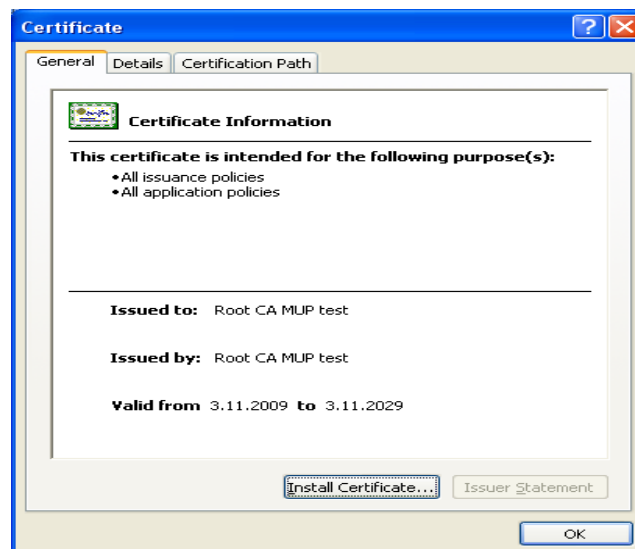 Certificate
General Details Certification Path
Certificate Information
This certificate is intended for the following purpose(s):
•All issuance policies
•All application policies
Issued to: Root CA MUP test
Issued by: Root CA MUP test
Valid from 3.11.2009 to 3.11.2029
Install Certificate... Issuer Statement
OK